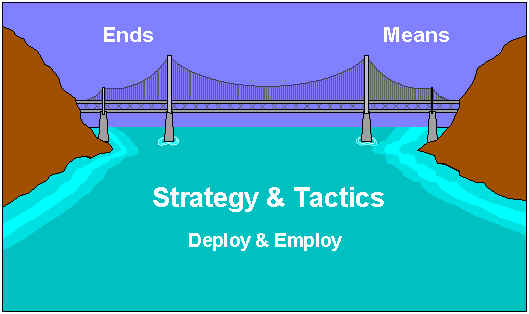 Ends Means
Strategy & Tactics
Deploy & Employ